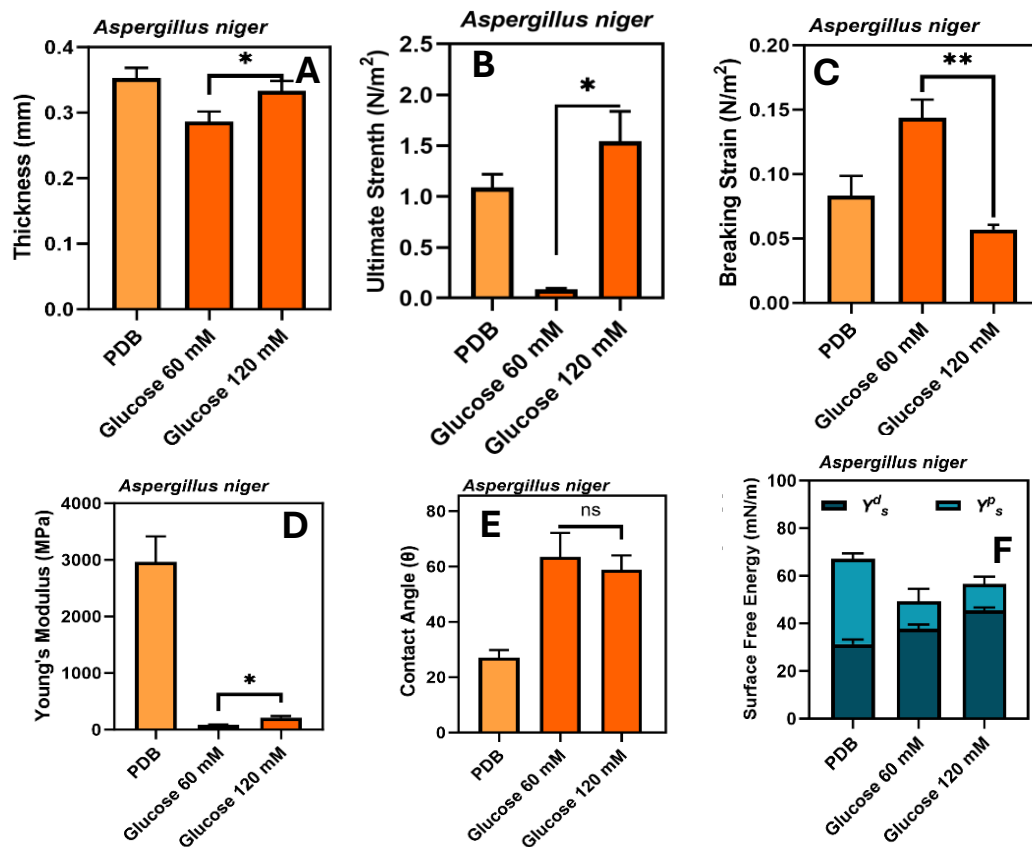 Aspergillus niger
A
Thickness (mm)
0.4
0.3
0.2
0.1
0.0
*
PDB
Glucose 60 mM
Glucose 120 mM
Aspergillus niger
B
Ultimate Strenth (N/m²)
2.5
2.0
1.5
1.0
0.5
0.0
*
PDB
Glucose 60 mM
Glucose 120 mM
Aspergillus niger
C
Breaking Strain (N/m²)
0.20
0.15
0.10
0.05
0.00
**
PDB
Glucose 60 mM
Glucose 120 mM
Aspergillus niger
D
Young's Modulus (MPa)
4000
3000
2000
1000
0
*
PDB
Glucose 60 mM
Glucose 120 mM
Aspergillus niger
E
Contact Angle (θ)
80
60
40
20
0
ns
PDB
Glucose 60 mM
Glucose 120 mM
Aspergillus niger
F
Surface Free Energy (mN/m)
100
80
60
40
20
0
Yᵈₛ
Yᵖₛ
PDB
Glucose 60 mM
Glucose 120 mM